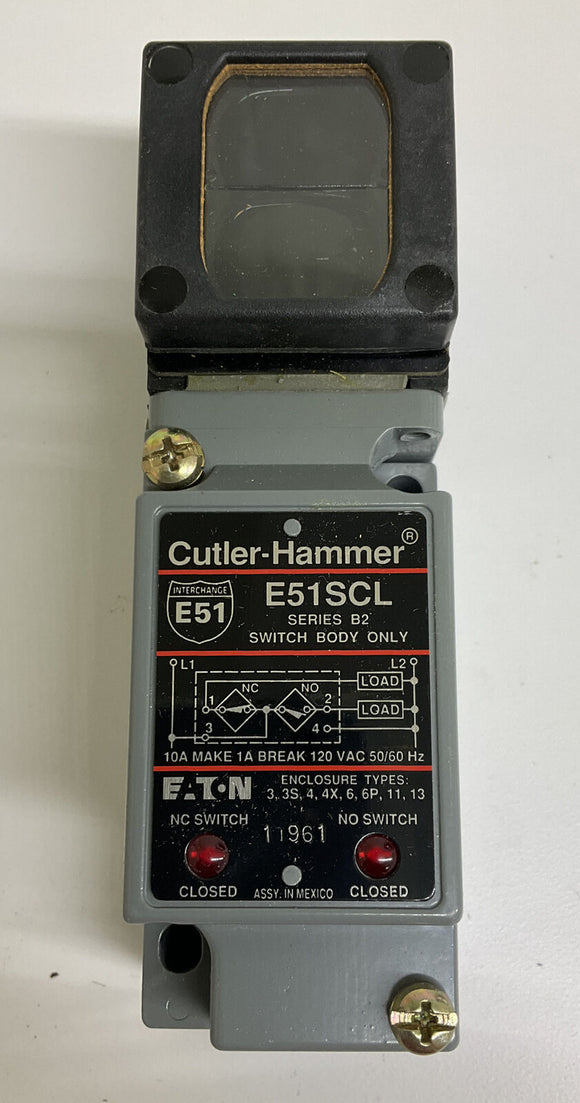 Cutler-Hammer®
INTERCHANGE
E51
E51SCL
SERIES B2
SWITCH BODY ONLY
L1
L2
NC
NO
LOAD
1
2
LOAD
3
4
10A MAKE 1A BREAK 120 VAC 50/60 Hz
EATON
ENCLOSURE TYPES:
3, 3S, 4, 4X, 6, 6P, 11, 13
NC SWITCH
11961
NO SWITCH
CLOSED
ASSY. IN MEXICO
CLOSED